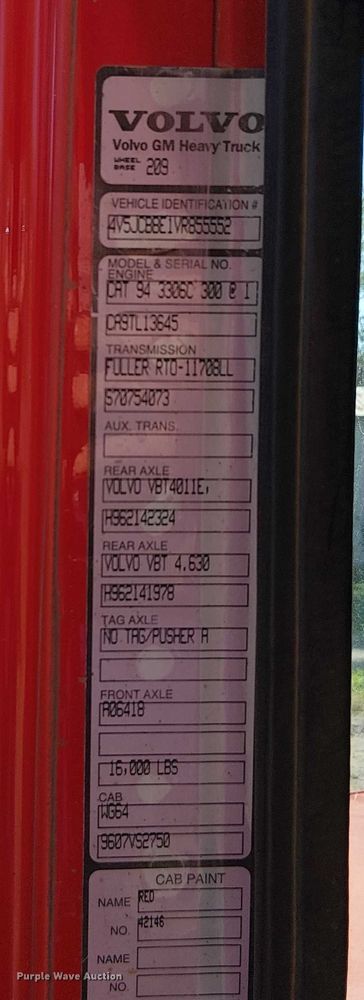 VOLVO
Volvo GM Heavy Truck
WHEEL BASE 209
VEHICLE IDENTIFICATION #
4V5JCBBE1VR855552
MODEL & SERIAL NO.
ENGINE
CAT 94 3306C 300 @ 1
CA9TL13645
TRANSMISSION
FULLER RTO-11708LL
S70754073
AUX. TRANS.
REAR AXLE
VOLVO VBT4011E,
H962142324
REAR AXLE
VOLVO VBT 4.630
H962141978
TAG AXLE
NO TAG/PUSHER A
FRONT AXLE
A06418
16,000 LBS
CAB
WG64
9607VS2750
CAB PAINT
NAME RED
NO. 42146
NAME
NO.
Purple Wave Auction